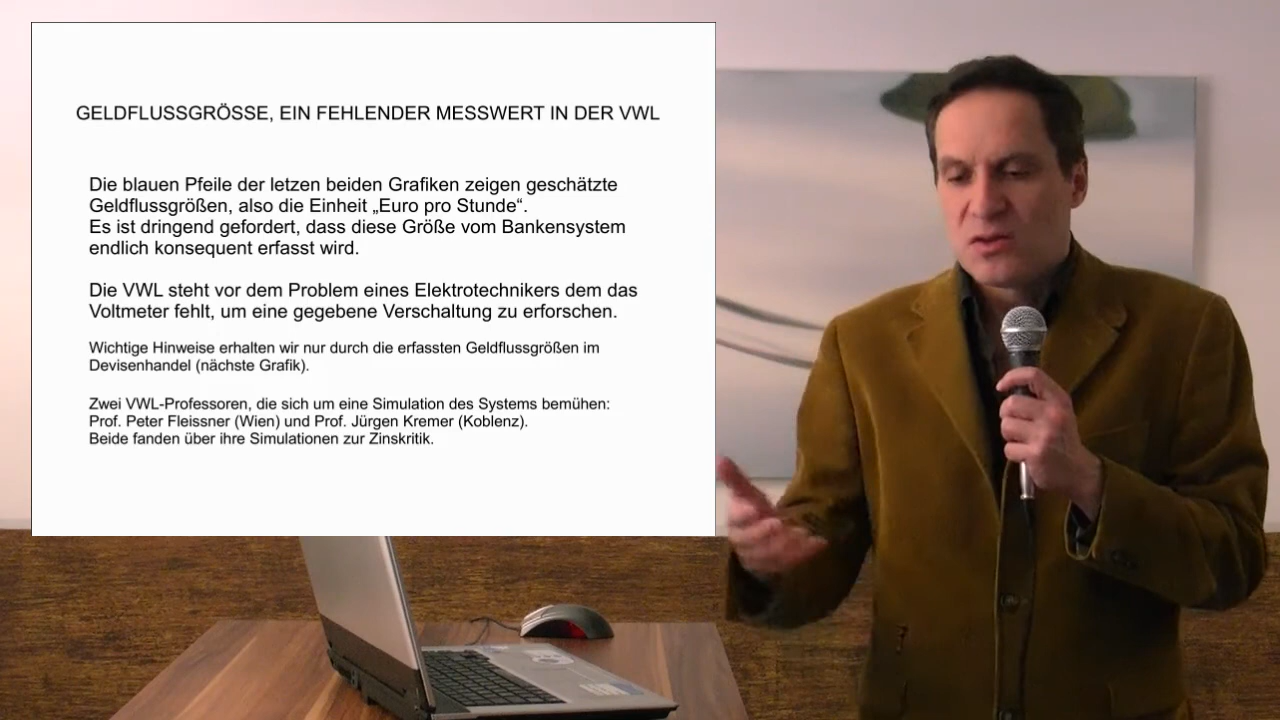 GELDFLUSSGRÖSSE, EIN FEHLENDER MESSWERT IN DER VWL
Die blauen Pfeile der letzen beiden Grafiken zeigen geschätzte
Geldflussgrößen, also die Einheit „Euro pro Stunde“.
Es ist dringend gefordert, dass diese Größe vom Bankensystem
endlich konsequent erfasst wird.
Die VWL steht vor dem Problem eines Elektrotechnikers dem das
Voltmeter fehlt, um eine gegebene Verschaltung zu erforschen.
Wichtige Hinweise erhalten wir nur durch die erfassten Geldflussgrößen im
Devisenhandel (nächste Grafik).
Zwei VWL-Professoren, die sich um eine Simulation des Systems bemühen:
Prof. Peter Fleissner (Wien) und Prof. Jürgen Kremer (Koblenz).
Beide fanden über ihre Simulationen zur Zinskritik.